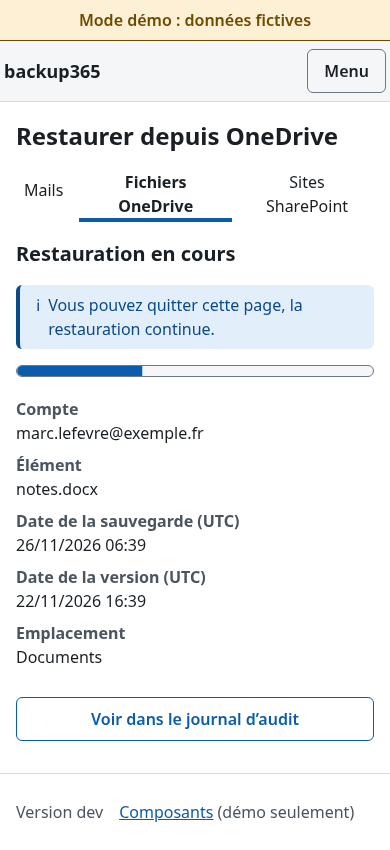 Mode démo : données fictives
backup365
Menu
Restaurer depuis OneDrive
Mails
Fichiers
OneDrive
Sites
SharePoint
Restauration en cours
i Vous pouvez quitter cette page, la
restauration continue.
Compte
marc.lefevre@exemple.fr
Élément
notes.docx
Date de la sauvegarde (UTC)
26/11/2026 06:39
Date de la version (UTC)
22/11/2026 16:39
Emplacement
Documents
Voir dans le journal d’audit
Version dev Composants (démo seulement)